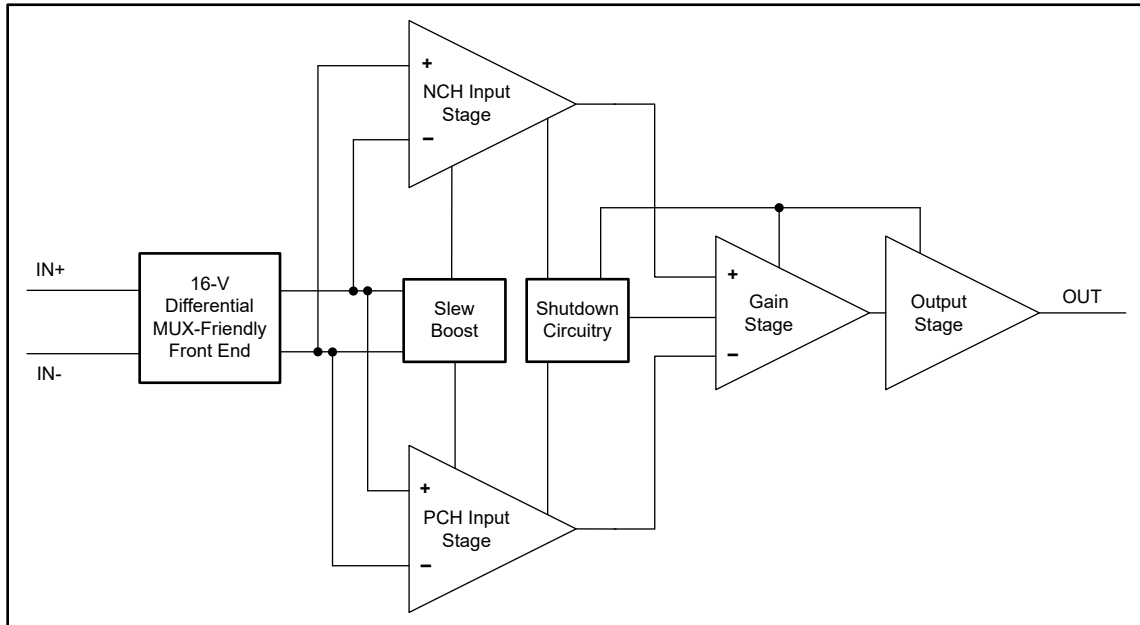 +
NCH Input
Stage
−
IN+
IN-
16-V
Differential
MUX-Friendly
Front End
Slew
Boost
Shutdown
Circuitry
+
Gain
Stage
−
Output
Stage
OUT
+
PCH Input
Stage
−